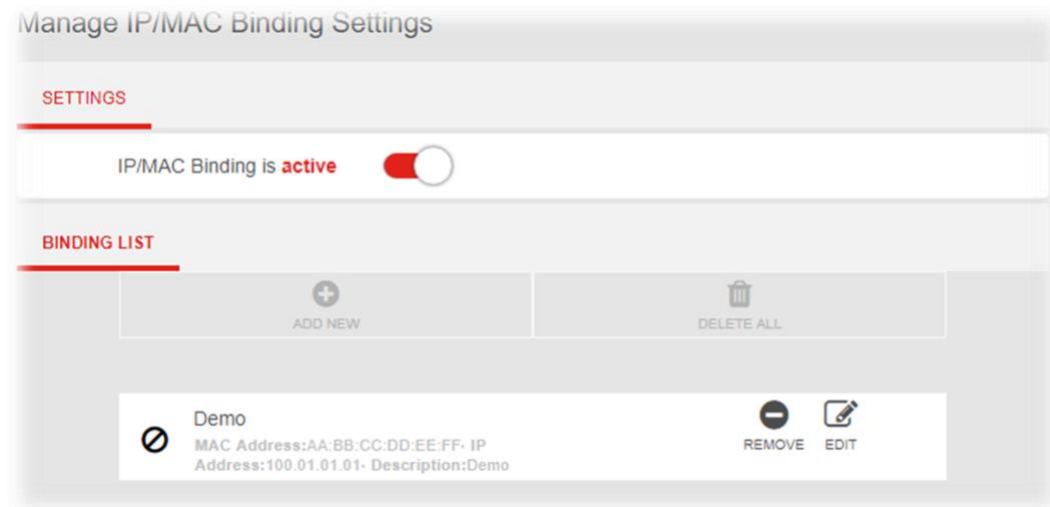 Manage IP/MAC Binding Settings
SETTINGS
IP/MAC Binding is active
BINDING LIST
ADD NEW
DELETE ALL
Demo
MAC Address:AA:BB:CC:DD:EE:FF- IP
Address:100.01.01.01- Description:Demo
REMOVE
EDIT